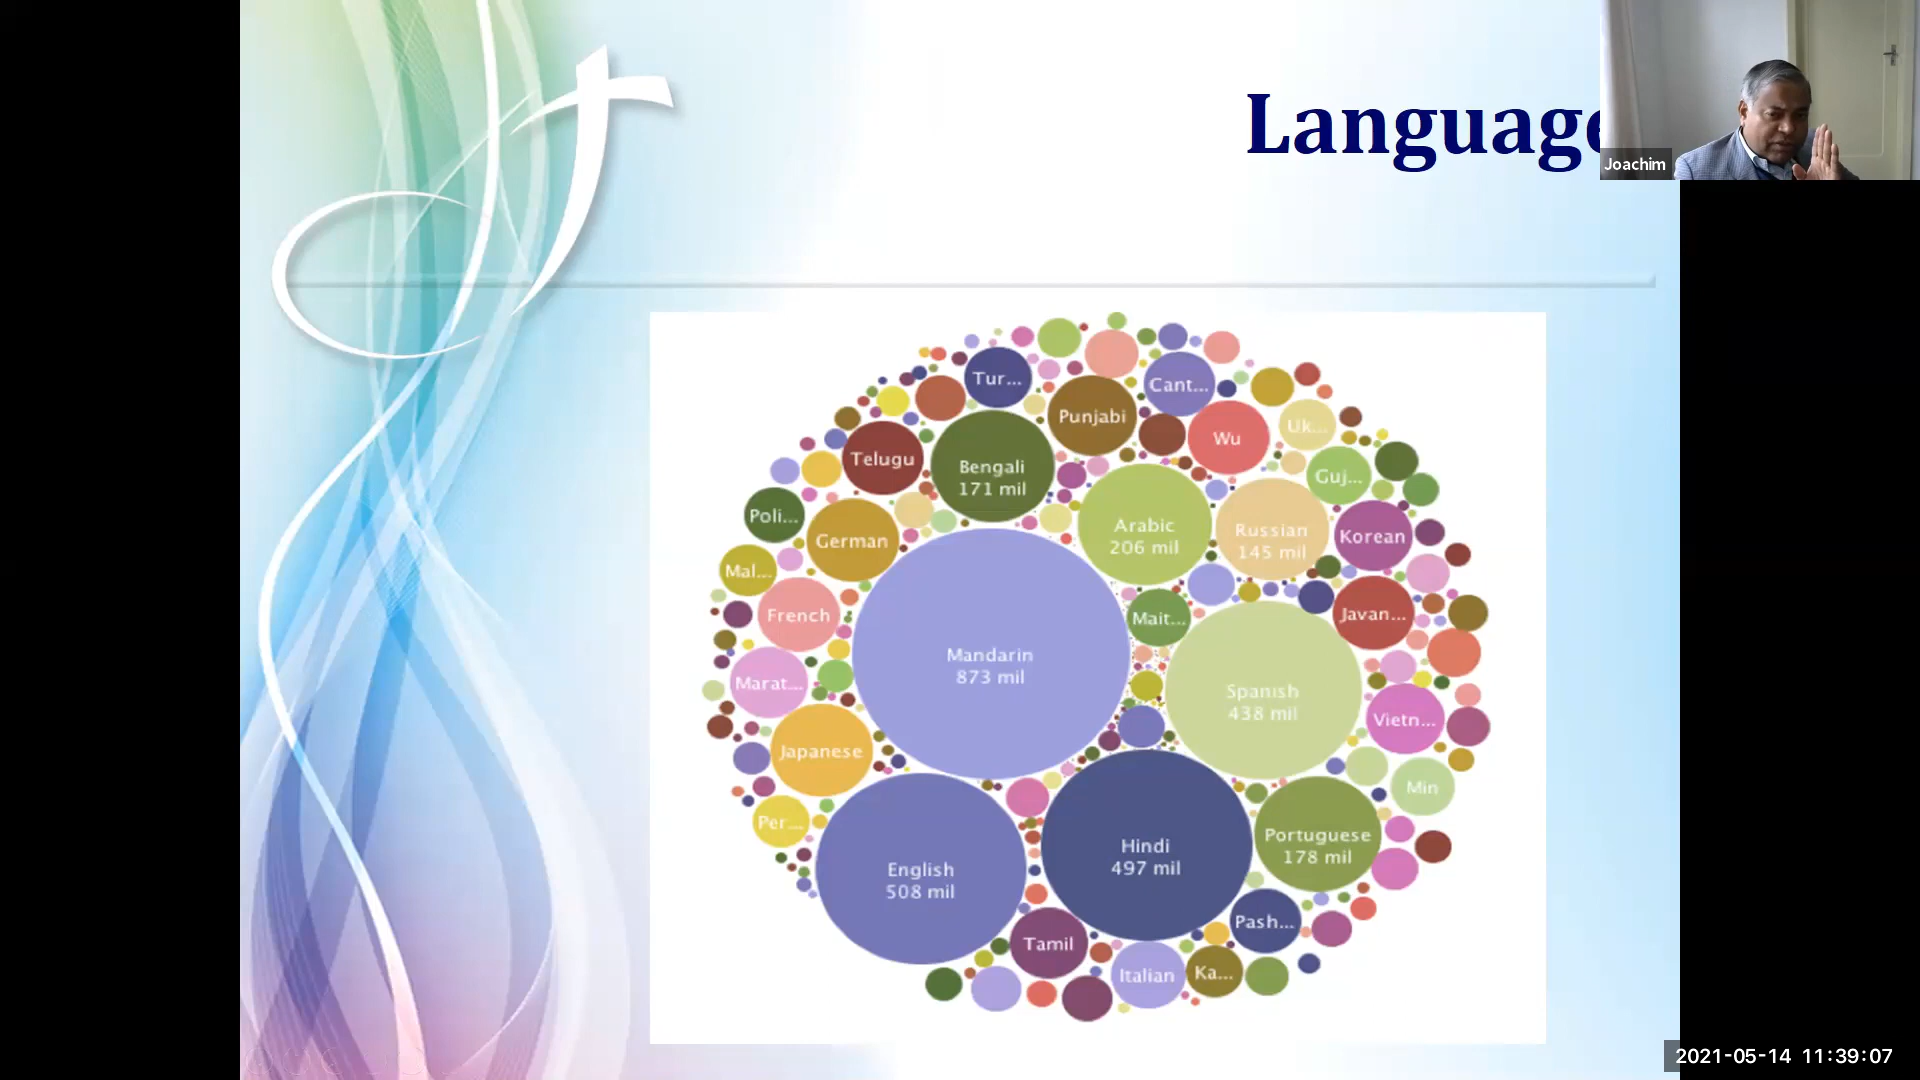 Language
Joachim
Tur...
Cant...
Punjabi
Uk...
Wu
Telugu
Bengali
171 mil
Guj...
Poli...
German
Arabic
206 mil
Russian
145 mil
Korean
Mal...
French
Mait...
Javan...
Mandarin
873 mil
Marat...
Spanish
438 mil
Vietn...
Japanese
Min
Per...
English
508 mil
Hindi
497 mil
Portuguese
178 mil
Pash...
Tamil
Italian
Ka...
2021-05-14 11:39:07